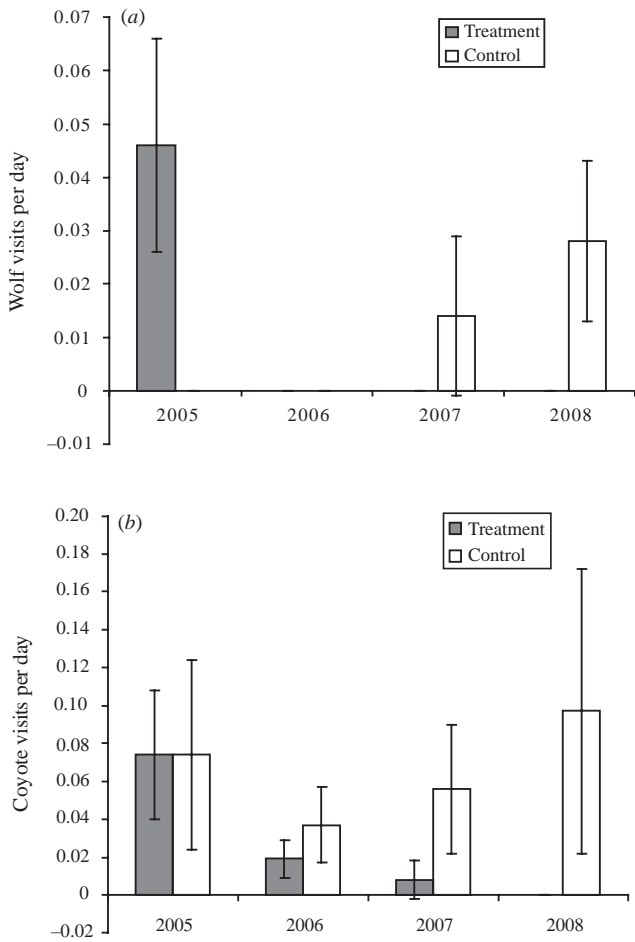 (a)
Treatment
Control
Wolf visits per day
0.07
0.06
0.05
0.04
0.03
0.02
0.01
0
–0.01
2005 2006 2007 2008
(b)
Treatment
Control
Coyote visits per day
0.20
0.18
0.16
0.14
0.12
0.10
0.08
0.06
0.04
0.02
0
–0.02
2005 2006 2007 2008